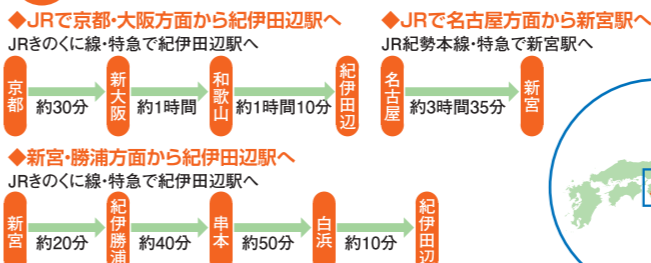 ◆JRで京都・大阪方面から紀伊田辺駅へ
JRきのくに線・特急で紀伊田辺駅へ
京都
約30分
新大阪
約1時間
和歌山
約1時間10分
紀伊田辺
◆JRで名古屋方面から新宮駅へ
JR紀勢本線・特急で新宮駅へ
名古屋
約3時間35分
新宮
◆新宮・勝浦方面から紀伊田辺駅へ
JRきのくに線・特急で紀伊田辺駅へ
新宮
約20分
紀伊勝浦
約40分
串本
約50分
白浜
約10分
紀伊田辺